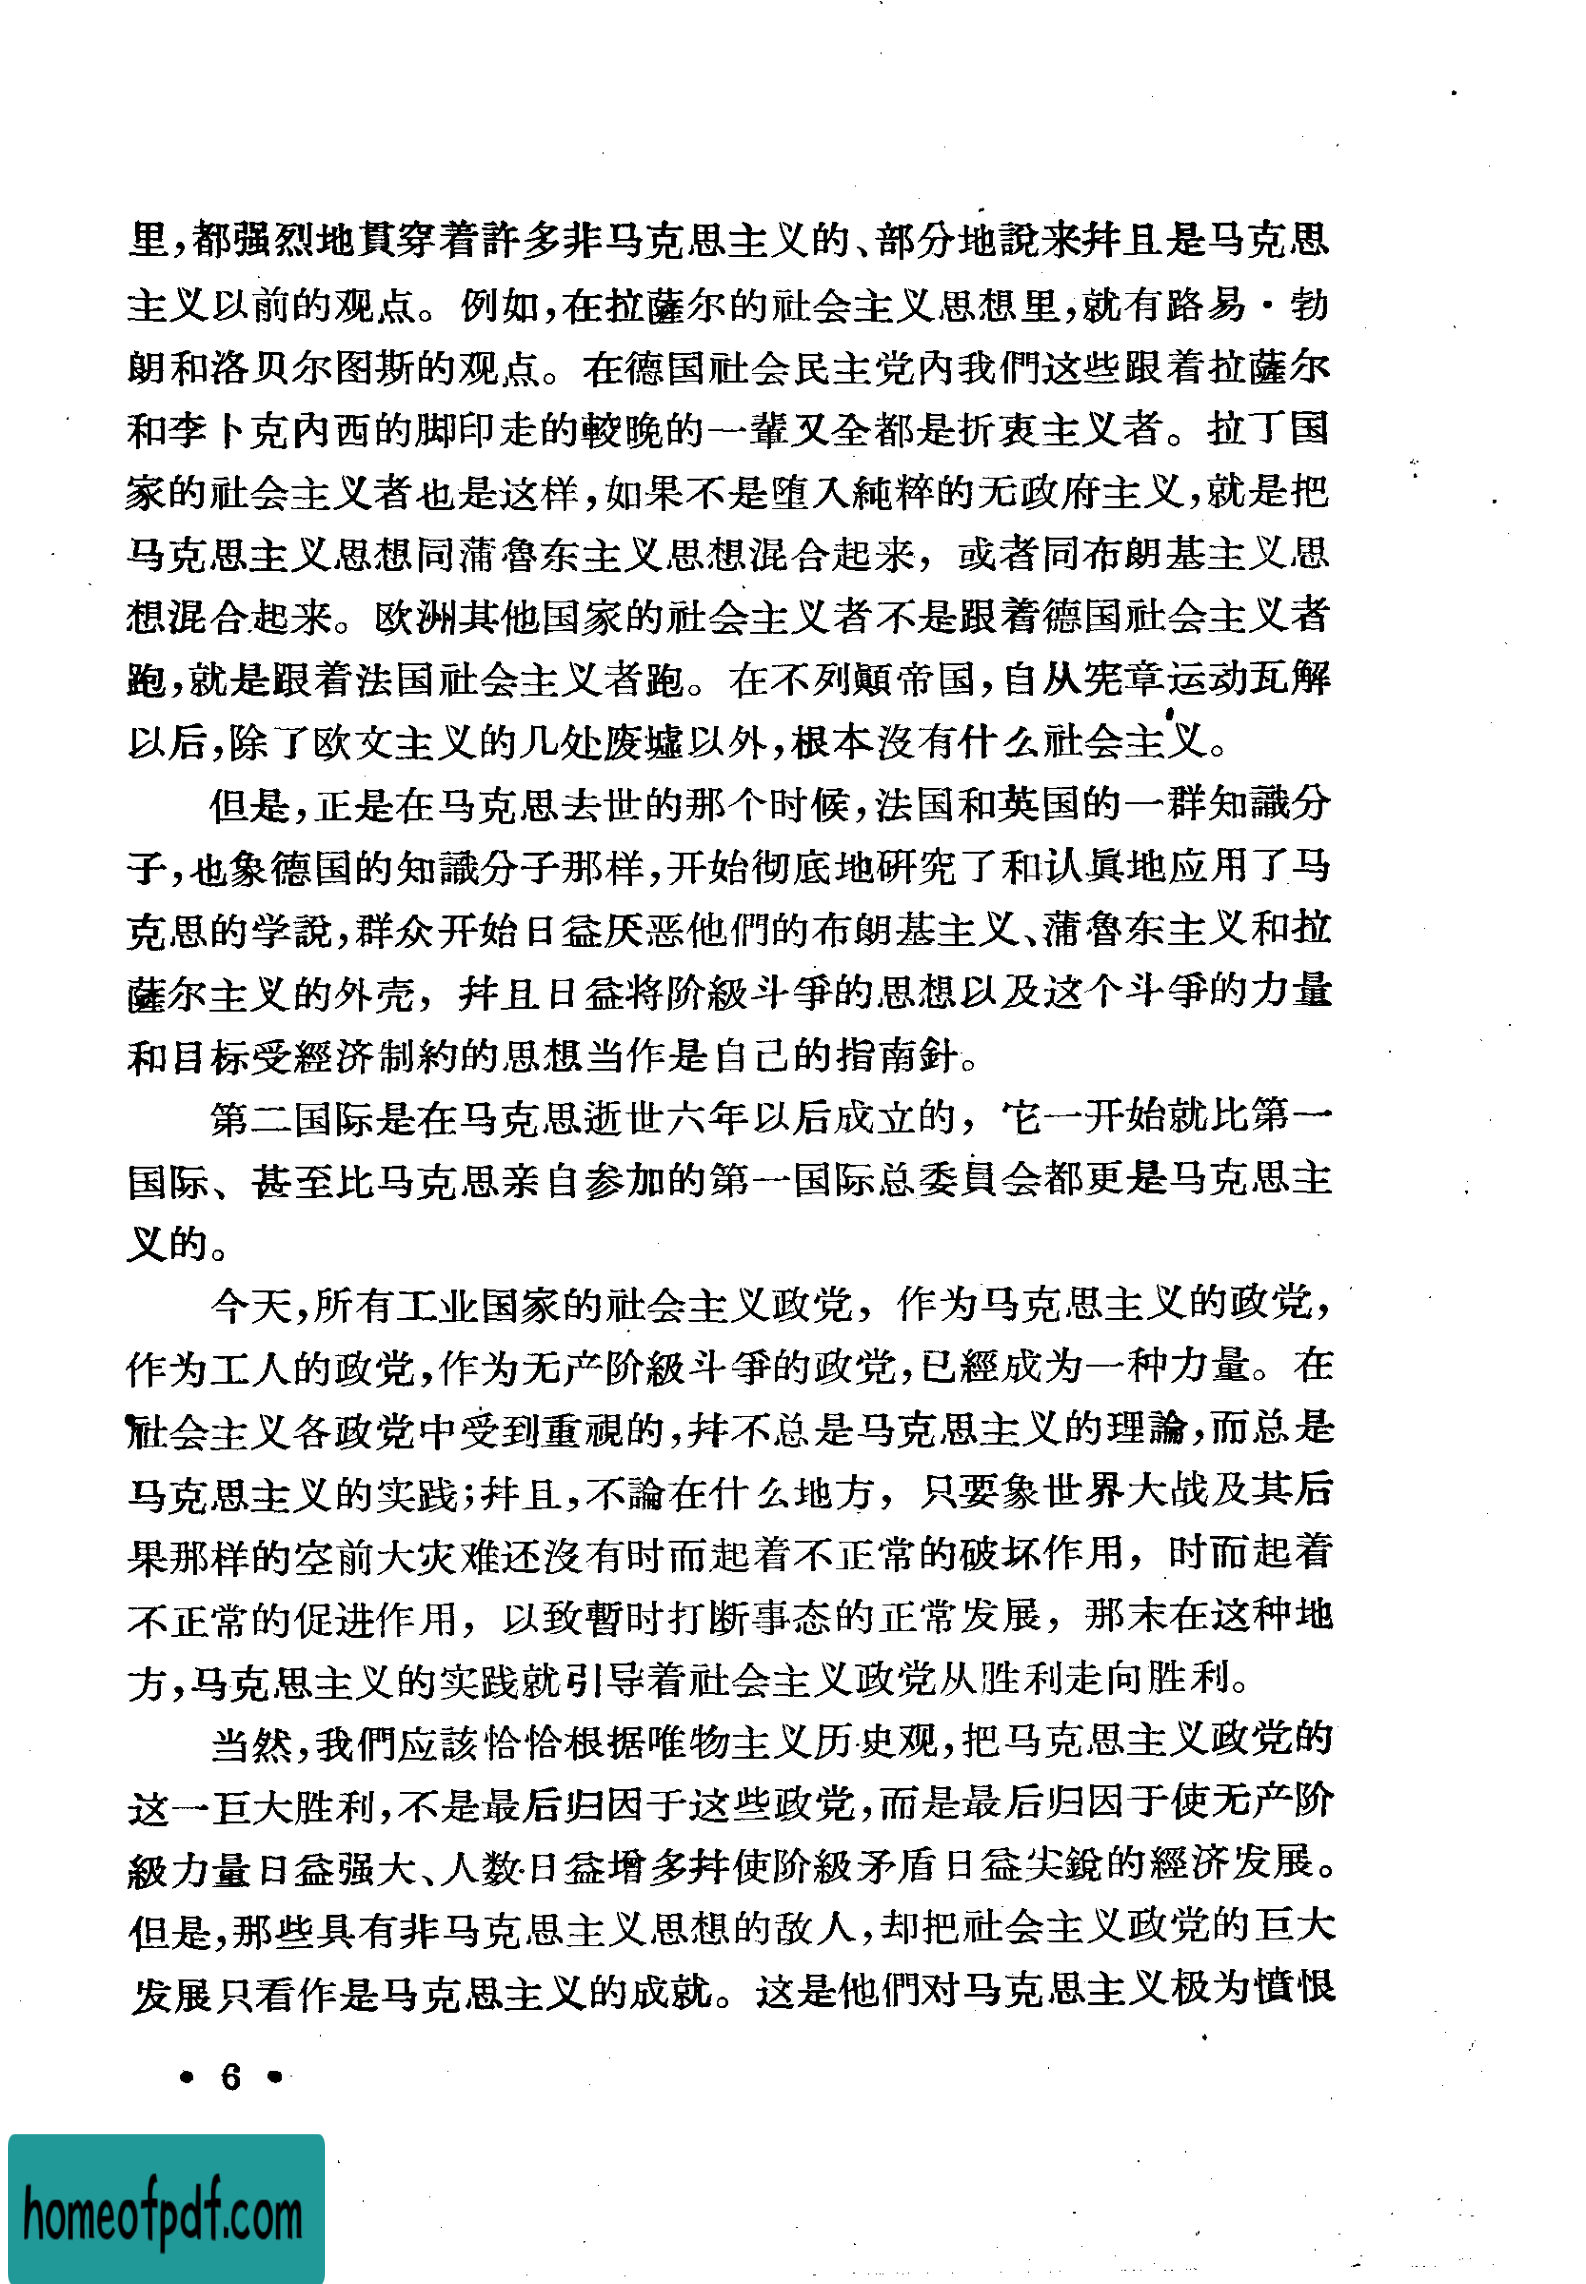 里,都强烈地貫穿着許多非马克思主义的、部分地說来幷且是马克思
主义以前的观点。例如,在拉薩尔的社会主义思想里,就有路易·勃
朗和洛贝尔图斯的观点。在德国社会民主党内我們这些跟着拉薩尔
和李卜克內西的脚印走的較晚的一輩又全都是折衷主义者。拉丁国
家的社会主义者也是这样,如果不是堕入純粹的无政府主义,就是把
马克思主义思想同蒲魯东主义思想混合起来，或者同布朗基主义思
想混合起来。欧洲其他国家的社会主义者不是跟着德国社会主义者
跑,就是跟着法国社会主义者跑。在不列顚帝国,自从宪章运动瓦解
以后,除了欧文主义的几处废墟以外,根本沒有什么社会主义。
但是,正是在马克思去世的那个时候,法国和英国的一群知識分
子,也象德国的知識分子那样,开始彻底地研究了和认眞地应用了马
克思的学說,群众开始日益厌恶他們的布朗基主义、蒲魯东主义和拉
薩尔主义的外壳，幷且日益将阶級斗爭的思想以及这个斗爭的力量
和目标受經济制約的思想当作是自己的指南針。
第二国际是在马克思逝世六年以后成立的，它一开始就比第一
国际、甚至比马克思亲自参加的第一国际总委員会都更是马克思主
义的。
今天,所有工业国家的社会主义政党，作为马克思主义的政党，
作为工人的政党,作为无产阶級斗爭的政党,已經成为一种力量。在
社会主义各政党中受到重視的,幷不总是马克思主义的理論,而总是
马克思主义的实践;幷且,不論在什么地方，只要象世界大战及其后
果那样的空前大灾难还沒有时而起着不正常的破坏作用，时而起着
不正常的促进作用，以致暫时打断事态的正常发展，那末在这种地
方,马克思主义的实践就引导着社会主义政党从胜利走向胜利。
当然,我們应該恰恰根据唯物主义历史观,把马克思主义政党的
这一巨大胜利,不是最后归因于这些政党,而是最后归因于使无产阶
級力量日益强大、人数日益增多幷使阶級矛盾日益尖銳的經济发展。
但是,那些具有非马克思主义思想的敌人,却把社会主义政党的巨大
发展只看作是马克思主义的成就。这是他們对马克思主义极为憤恨
• 6 •
homeofpdf.com